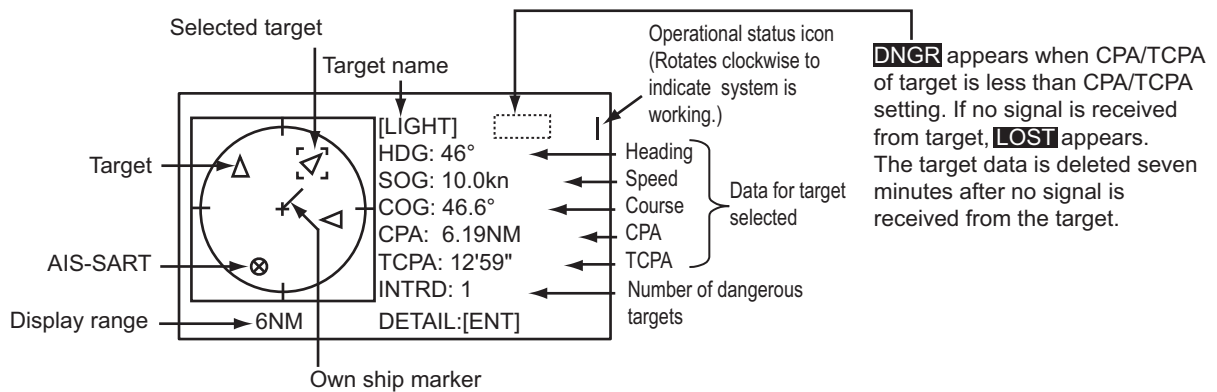 Selected target
Target name
Target
AIS-SART
Display range
Own ship marker
[LIGHT]
HDG: 46°
SOG: 10.0kn
COG: 46.6°
CPA: 6.19NM
TCPA: 12'59"
INTRD: 1
6NM
DETAIL:[ENT]
Operational status icon
(Rotates clockwise to
indicate system is
working.)
Heading
Speed
Course
CPA
TCPA
Data for target
selected
Number of dangerous
targets
DNGR appears when CPA/TCPA
of target is less than CPA/TCPA
setting. If no signal is received
from target, LOST appears.
The target data is deleted seven
minutes after no signal is
received from the target.